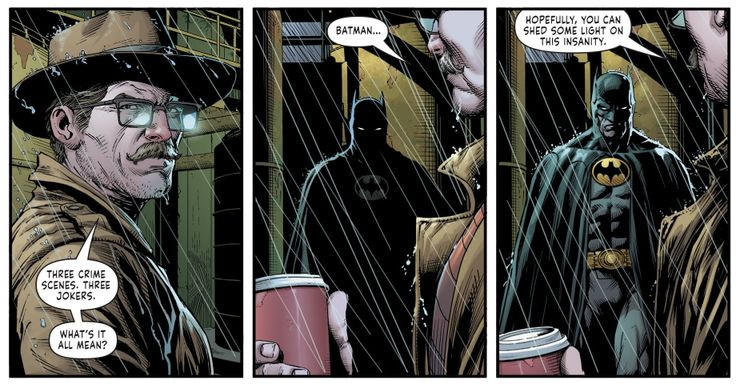 THREE CRIME
SCENES. THREE
JOKERS.
WHAT'S IT
ALL MEAN?
BATMAN...
HOPEFULLY, YOU CAN
SHED SOME LIGHT ON
THIS INSANITY.